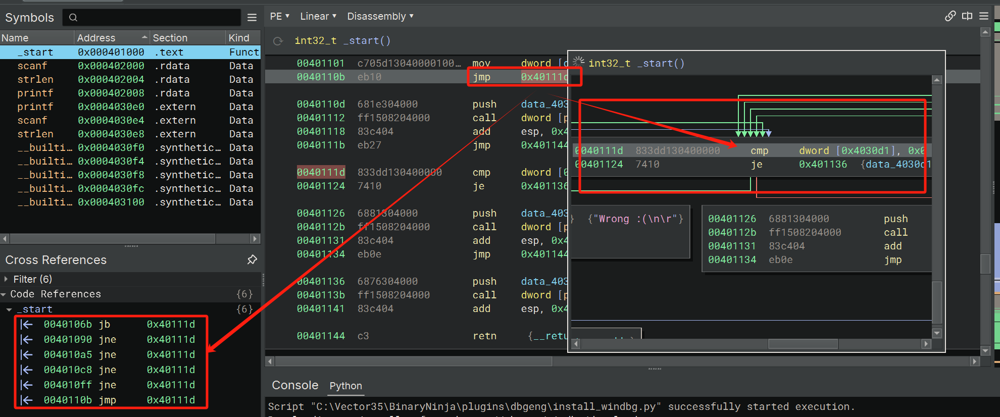 Symbols
Name Address Section Kind
_start 0x000401000 .text Funct
scanf 0x000402000 .rdata Data
strlen 0x000402004 .rdata Data
printf 0x000402008 .rdata Data
printf 0x0004030e0 .extern Data
scanf 0x0004030e4 .extern Data
strlen 0x0004030e8 .extern Data
__builti… 0x0004030f0 .synthetic… Data
__builti… 0x0004030f4 .synthetic… Data
__builti… 0x0004030f8 .synthetic… Data
__builti… 0x0004030fc .synthetic… Data
__builti… 0x000403100 .synthetic… Data
Cross References
Filter (6)
Code References {6}
_start {6}
0040106b jb 0x40111d
00401090 jne 0x40111d
004010a5 jne 0x40111d
004010c8 jne 0x40111d
004010ff jne 0x40111d
0040110b jmp 0x40111d
PE ▾ Linear ▾ Disassembly ▾
int32_t _start()
00401101 c705d13040000100… mov dword [
0040110b eb10 jmp 0x40111d
0040110d 681e304000 push data_403
00401112 ff1508204000 call dword [p
00401118 83c404 add esp, 0x4
0040111b eb27 jmp 0x401144
0040111d 833dd130400000 cmp dword [
00401124 7410 je 0x401136
00401126 6881304000 push data_403
0040112b ff1508204000 call dword [p
00401131 83c404 add esp, 0x4
00401134 eb0e jmp 0x401144
00401136 6876304000 push data_403
0040113b ff1508204000 call dword [p
00401141 83c404 add esp, 0x4
00401144 c3 retn {__retu
int32_t _start()
0040111d 833dd130400000 cmp dword [0x4030d1], 0x0
00401124 7410 je 0x401136 {data_4030d1
} {"Wrong :(\n\r"}
00401126 6881304000 push
0040112b ff1508204000 call
00401131 83c404 add
00401134 eb0e jmp
Console Python
Script "C:\Vector35\BinaryNinja\plugins\dbgeng\install_windbg.py" successfully started execution.